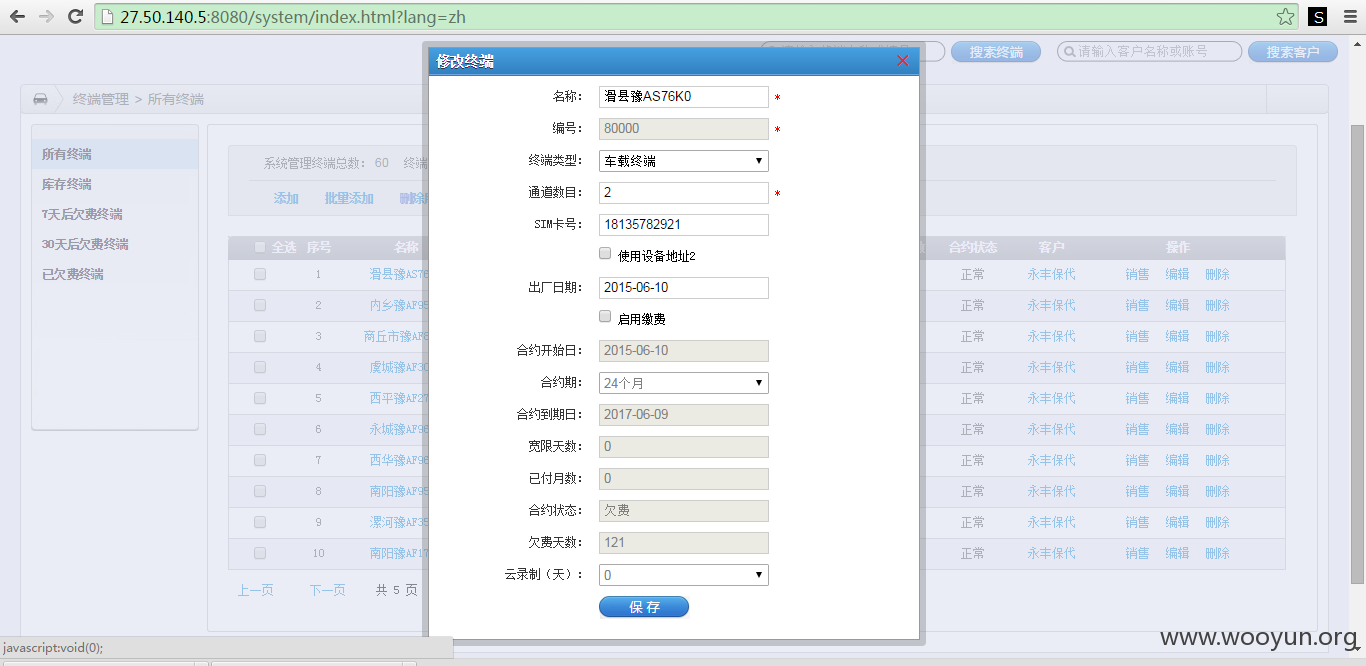 27.50.140.5:8080/system/index.html?lang=zh
搜索终端 请输入客户名称或账号 搜索客户
终端管理 > 所有终端
所有终端
库存终端
7天后欠费终端
30天后欠费终端
已欠费终端
系统管理终端总数: 60 终端
添加 批量添加 删除
全选 序号 名称 合约状态 客户 操作
1 滑县豫AS76 正常 永丰保代 销售 编辑 删除
2 内乡豫AF95 正常 永丰保代 销售 编辑 删除
3 商丘市豫AF8 正常 永丰保代 销售 编辑 删除
4 虞城豫AF30 正常 永丰保代 销售 编辑 删除
5 西平豫AF27 正常 永丰保代 销售 编辑 删除
6 永城豫AF96 正常 永丰保代 销售 编辑 删除
7 西华豫AF96 正常 永丰保代 销售 编辑 删除
8 南阳豫AF95 正常 永丰保代 销售 编辑 删除
9 漯河豫AF35 正常 永丰保代 销售 编辑 删除
10 南阳豫AF17 正常 永丰保代 销售 编辑 删除
上一页 下一页 共 5 页
修改终端
名称: 滑县豫AS76K0 *
编号: 80000 *
终端类型: 车载终端
通道数目: 2 *
SIM卡号: 18135782921
使用设备地址2
出厂日期: 2015-06-10
启用缴费
合约开始日: 2015-06-10
合约期: 24个月
合约到期日: 2017-06-09
宽限天数: 0
已付月数: 0
合约状态: 欠费
欠费天数: 121
云录制（天）: 0
保存
javascript:void(0);
www.wooyun.org